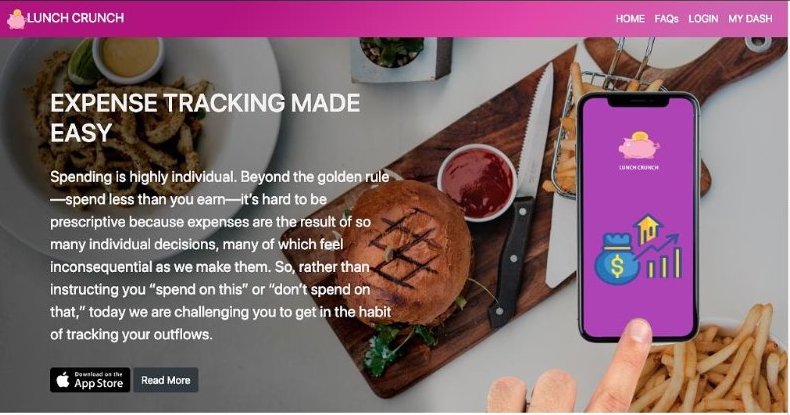 LUNCH CRUNCH
HOME FAQs LOGIN MY DASH
EXPENSE TRACKING MADE
EASY
Spending is highly individual. Beyond the golden rule
—spend less than you earn—it's hard to be
prescriptive because expenses are the result of so
many individual decisions, many of which feel
inconsequential as we make them. So, rather than
instructing you “spend on this” or “don't spend on
that,” today we are challenging you to get in the habit
of tracking your outflows.
Download on the
App Store
Read More
LUNCH CRUNCH
$